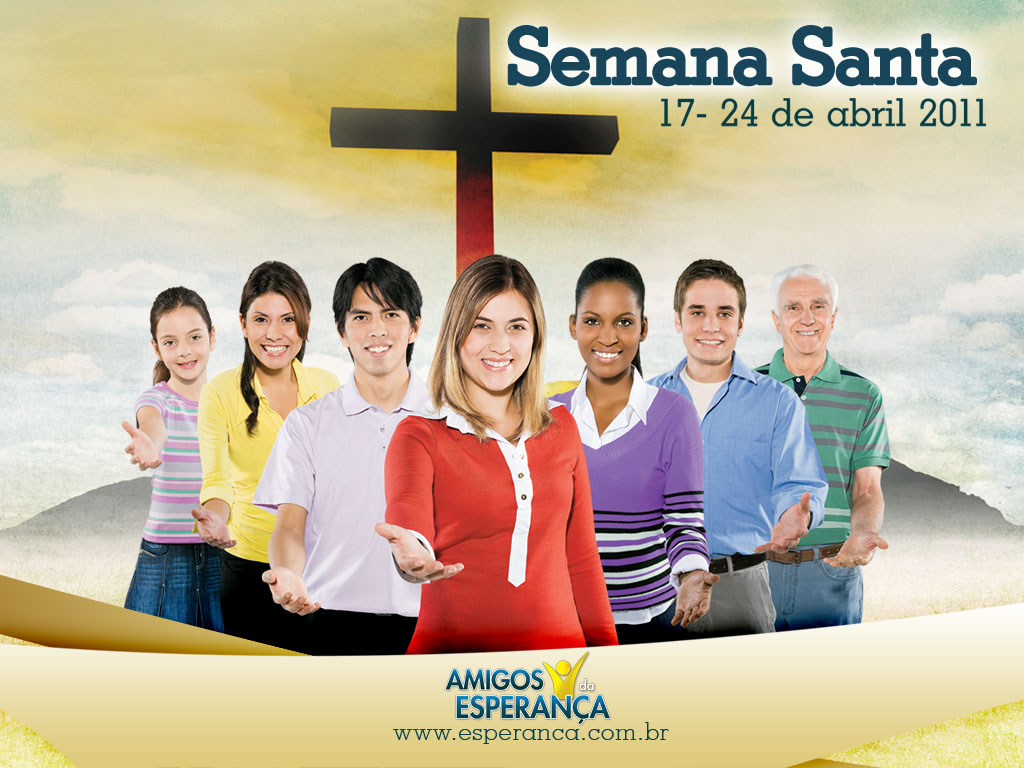 Semana Santa
17- 24 de abril 2011
AMIGOS da
ESPERANÇA
www.esperanca.com.br